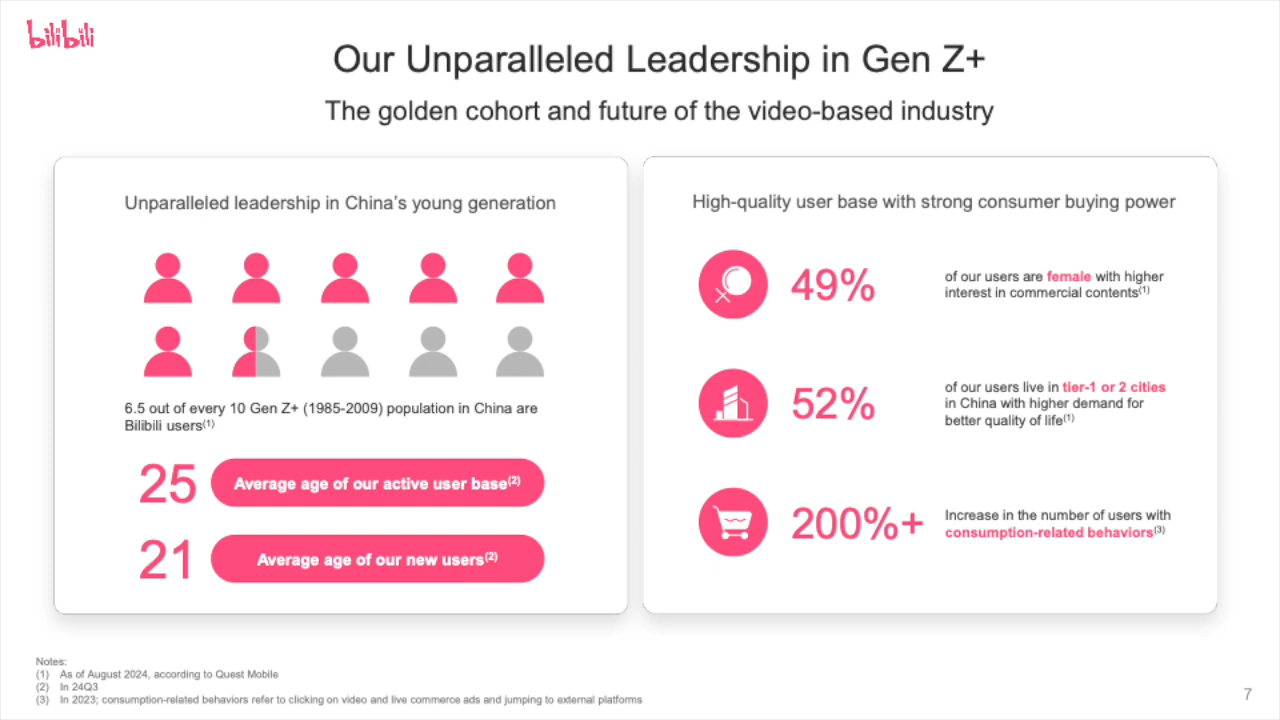 bilibili
Our Unparalleled Leadership in Gen Z+
The golden cohort and future of the video-based industry
Unparalleled leadership in China's young generation
6.5 out of every 10 Gen Z+ (1985-2009) population in China are
Bilibili users(1)
25
Average age of our active user base(2)
21
Average age of our new users(2)
High-quality user base with strong consumer buying power
49%
of our users are female with higher
interest in commercial contents(1)
52%
of our users live in tier-1 or 2 cities
in China with higher demand for
better quality of life(1)
200%+
Increase in the number of users with
consumption-related behaviors(3)
Notes:
(1) As of August 2024, according to Quest Mobile
(2) In 24Q3
(3) In 2023; consumption-related behaviors refer to clicking on video and live commerce ads and jumping to external platforms
7